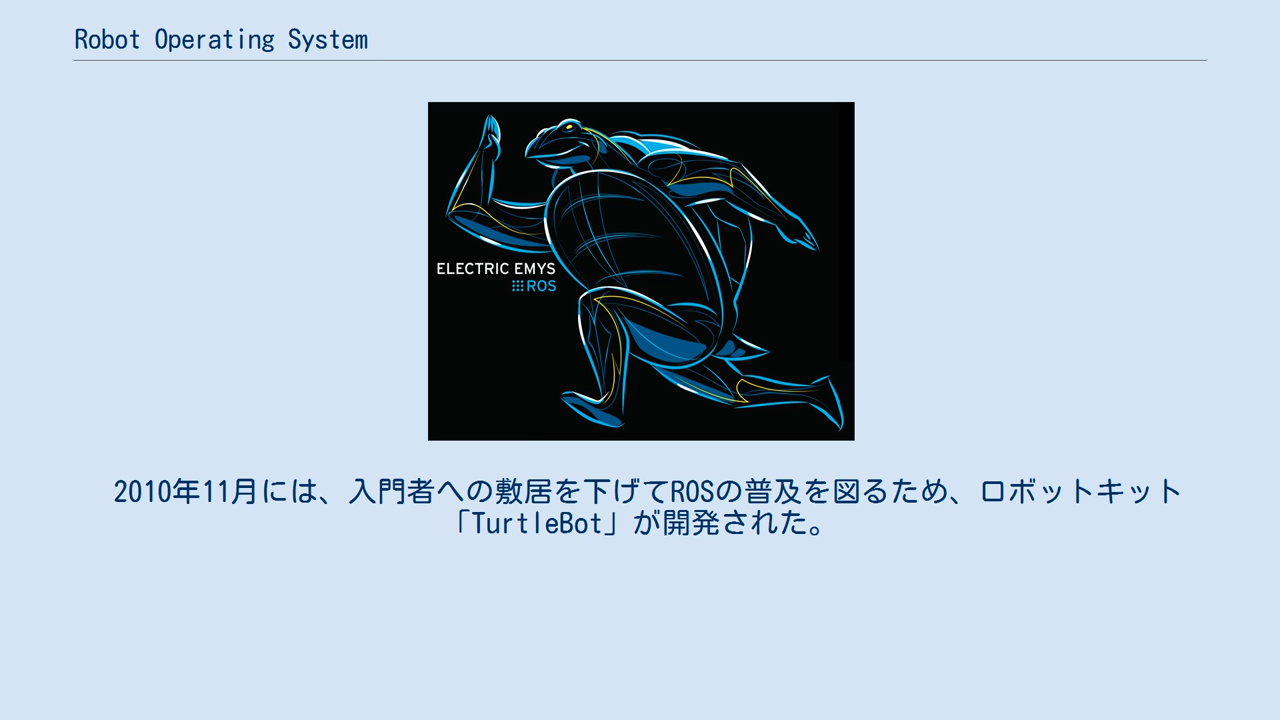 Robot Operating System
ELECTRIC EMYS
ROS
2010年11月には、入門者への敷居を下げてROSの普及を図るため、ロボットキット
「TurtleBot」が開発された。